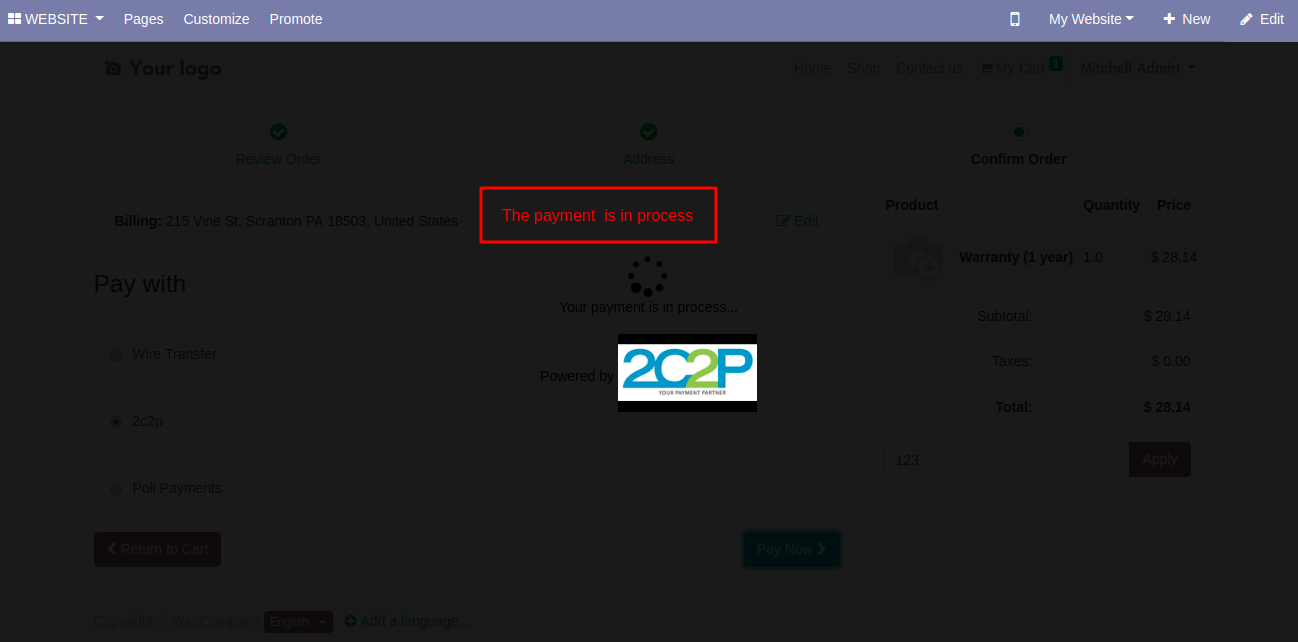 WEBSITE Pages Customize Promote My Website New Edit
Your logo Home Shop Contact us My Cart 1 Mitchell Admin
Review Order Address Confirm Order
Billing: 215 Vine St, Scranton PA 18503, United States Edit
The payment  is in process
Your payment is in process...
Powered by
2C2P
YOUR PAYMENT PARTNER
Pay with
Wire Transfer
2c2p
Poli Payments
Return to Cart Pay Now
Product Quantity Price
Warranty (1 year) 1.0 $ 28.14
Subtotal: $ 28.14
Taxes: $ 0.00
Total: $ 28.14
123 Apply
Copyright © YourCompany English Add a language...